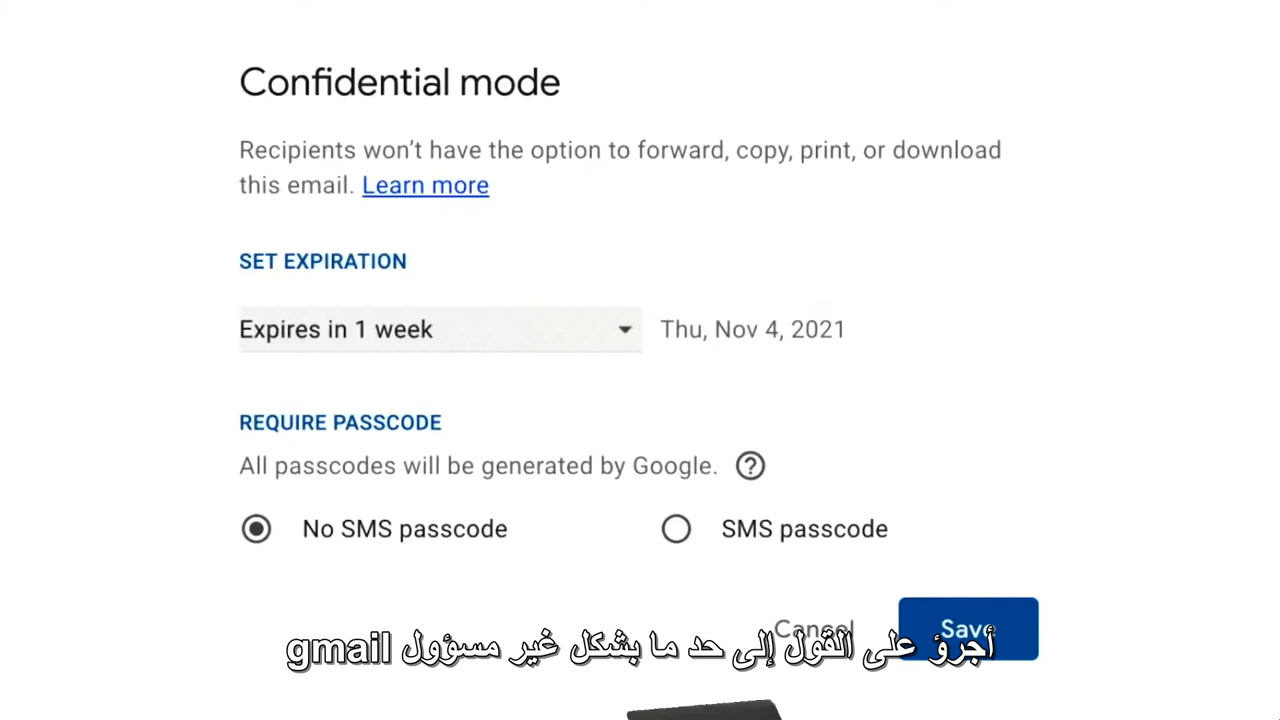 Confidential mode
Recipients won’t have the option to forward, copy, print, or download
this email. Learn more
SET EXPIRATION
Expires in 1 week Thu, Nov 4, 2021
REQUIRE PASSCODE
All passcodes will be generated by Google. ?
No SMS passcode SMS passcode
Cancel Save
أجرؤ على القول إلى حد ما بشكل غير مسؤول gmail